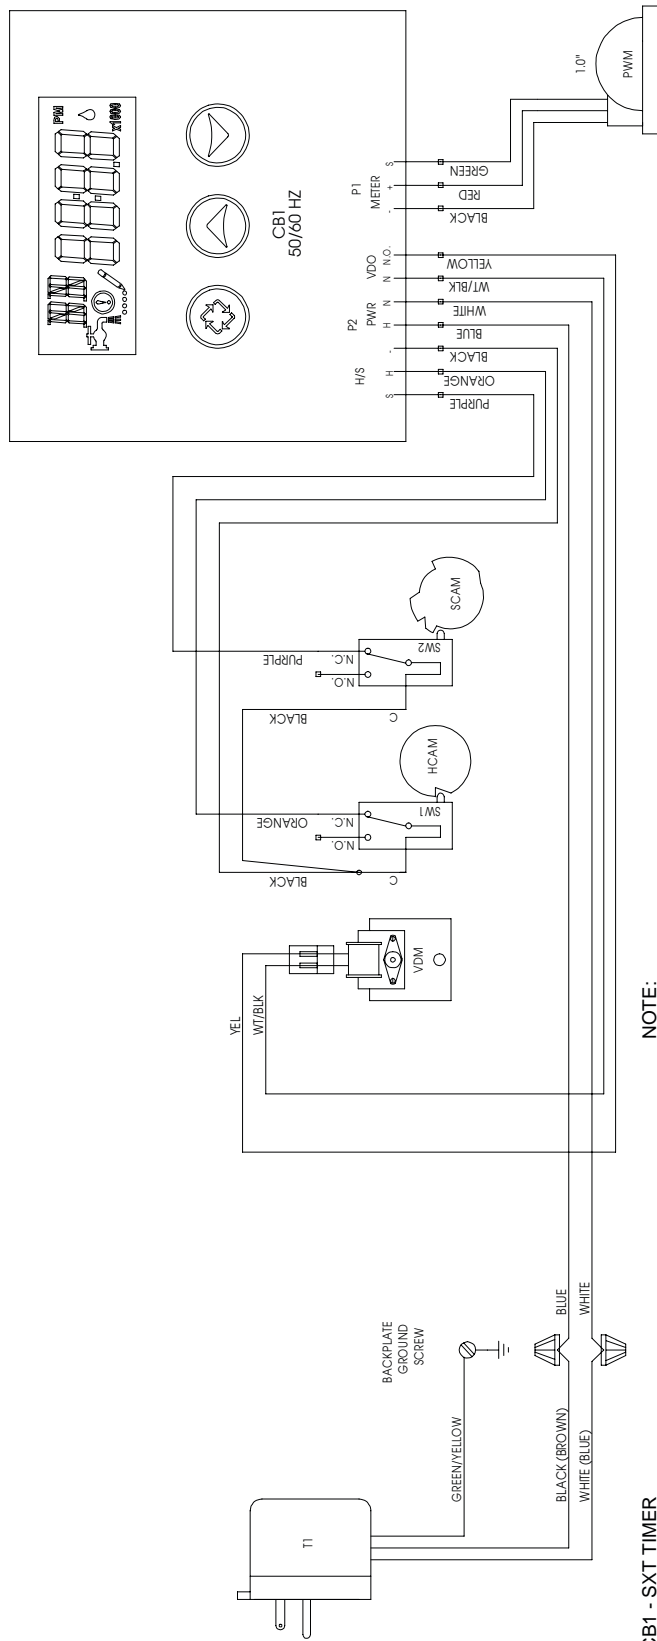 PM
x1000
CB1
50/60 HZ
P1
METER
S
+
-
GREEN
RED
BLACK
P2
VDO
PWR
N.O.
N
N
H
YELLOW
WT/BLK
WHITE
BLUE
H/S
-
H
S
BLACK
ORANGE
PURPLE
1.0"
PWM
SCAM
SW2
PURPLE
N.C.
N.O.
BLACK
C
HCAM
SW1
ORANGE
N.C.
N.O.
BLACK
C
VDM
YEL
WT/BLK
BACKPLATE
GROUND
SCREW
GREEN/YELLOW
BLACK (BROWN)
WHITE (BLUE)
BLUE
WHITE
T1
CB1 - SXT TIMER
NOTE: